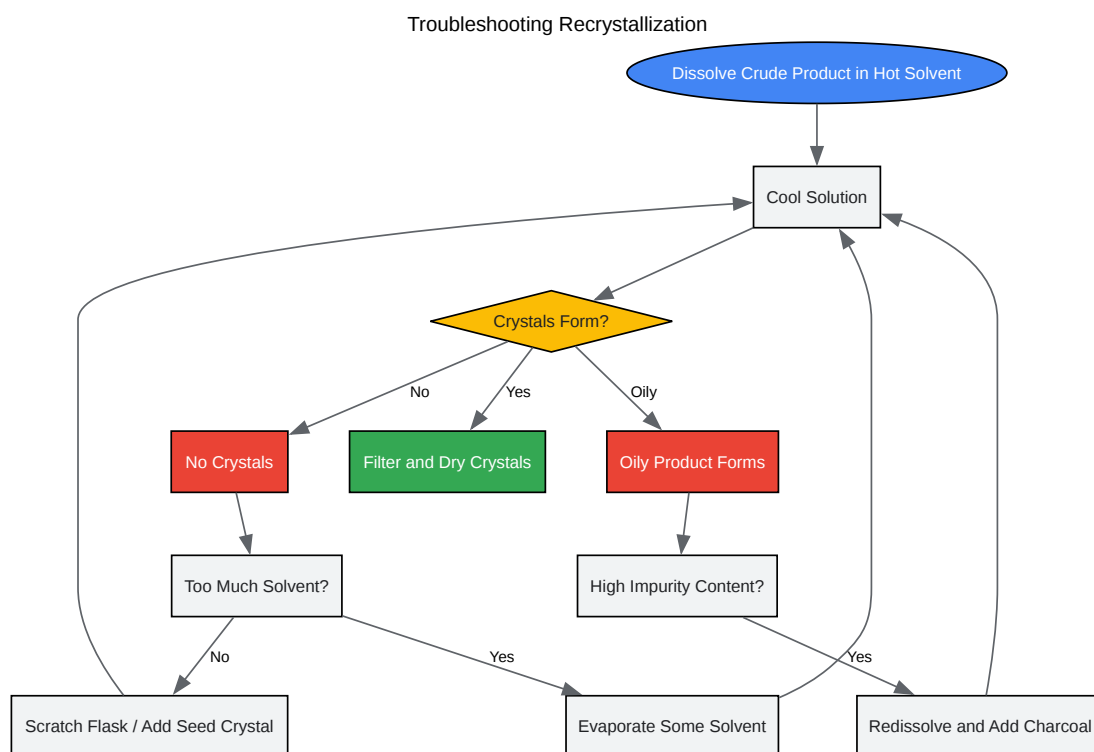 Troubleshooting Recrystallization
Dissolve Crude Product in Hot Solvent
Cool Solution
Crystals Form?
No
Yes
Oily
No Crystals
Filter and Dry Crystals
Oily Product Forms
Too Much Solvent?
High Impurity Content?
No
Yes
Yes
Scratch Flask / Add Seed Crystal
Evaporate Some Solvent
Redissolve and Add Charcoal